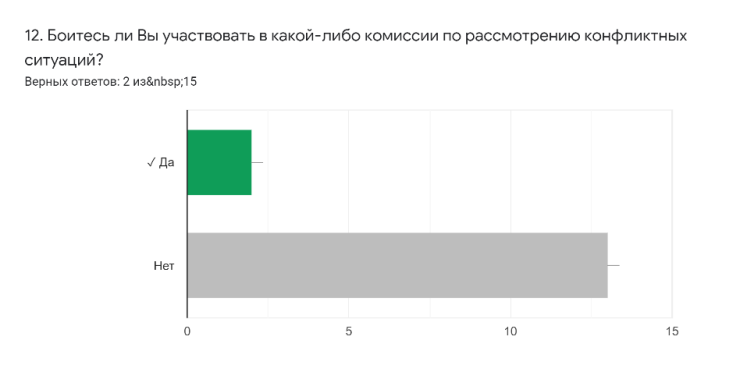 12. Боитесь ли Вы участвовать в какой-либо комиссии по рассмотрению конфликтных
ситуаций?
Верных ответов: 2 из&nbsp;15
✓ Да
Нет
0 5 10 15